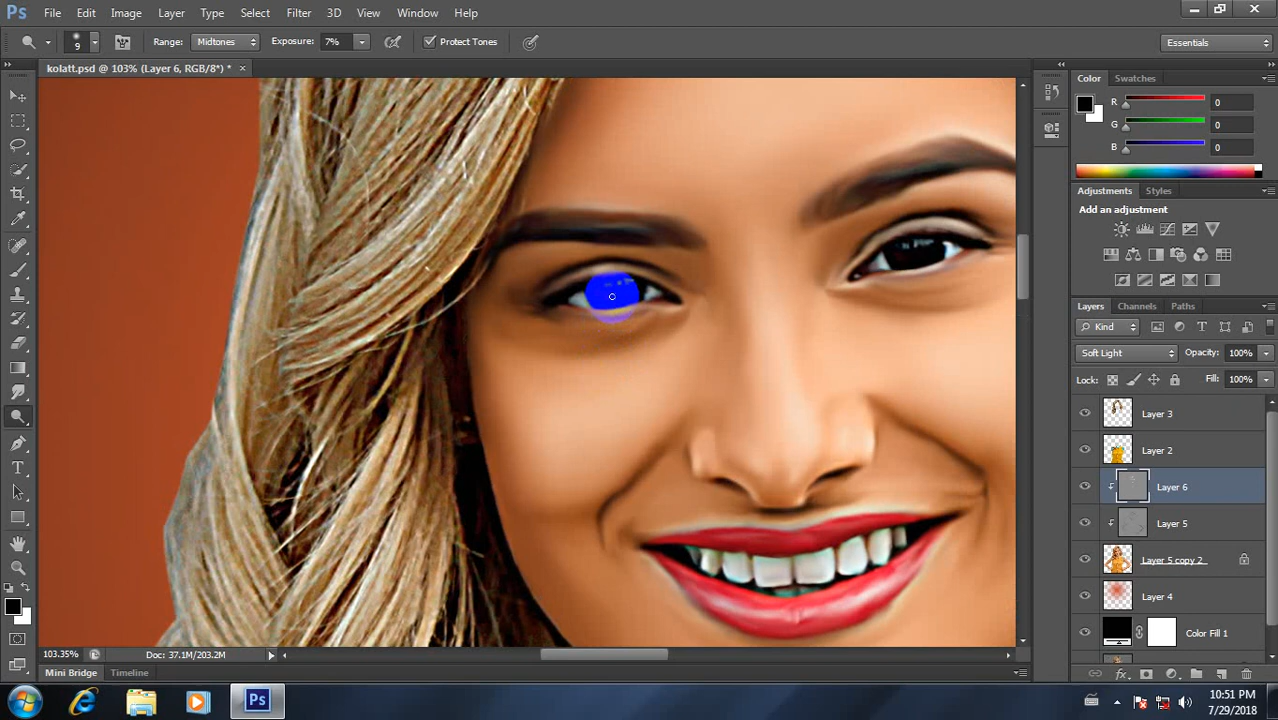 Ps File Edit Image Layer Type Select Filter 3D View Window Help
9 Range: Midtones Exposure: 7% Protect Tones Essentials
kolatt.psd @ 103% (Layer 6, RGB/8*) *
Color Swatches
R 0
G 0
B 0
Adjustments Styles
Add an adjustment
Layers Channels Paths
Kind
Soft Light Opacity: 100%
Lock: Fill: 100%
Layer 3
Layer 2
Layer 6
Layer 5
Layer 5 copy 2
Layer 4
Color Fill 1
103.35% Doc: 37.1M/203.2M
Mini Bridge Timeline
Ps
10:51 PM
7/29/2018